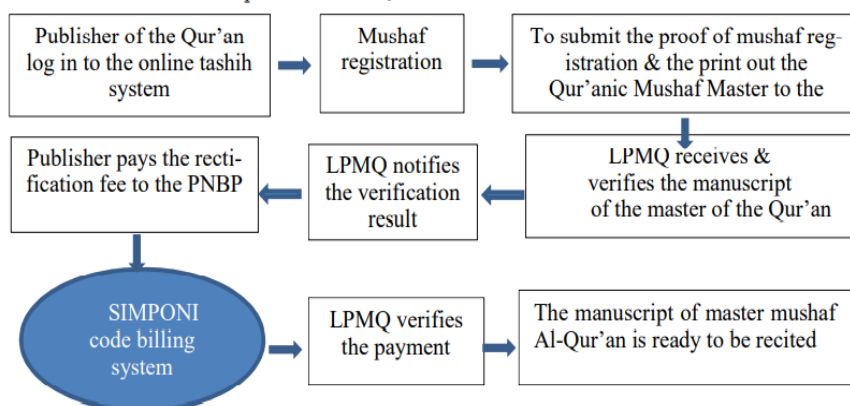 Publisher of the Qur'an
log in to the online tashih
system
Mushaf
registration
To submit the proof of mushaf reg-
istration & the print out the
Qur'anic Mushaf Master to the
LPMQ receives &
verifies the manuscript
of the master of the Qur'an
LPMQ notifies
the verification
result
Publisher pays the recti-
fication fee to the PNBP
SIMPONI
code billing
system
LPMQ verifies
the payment
The manuscript of master mushaf
Al-Qur'an is ready to be recited